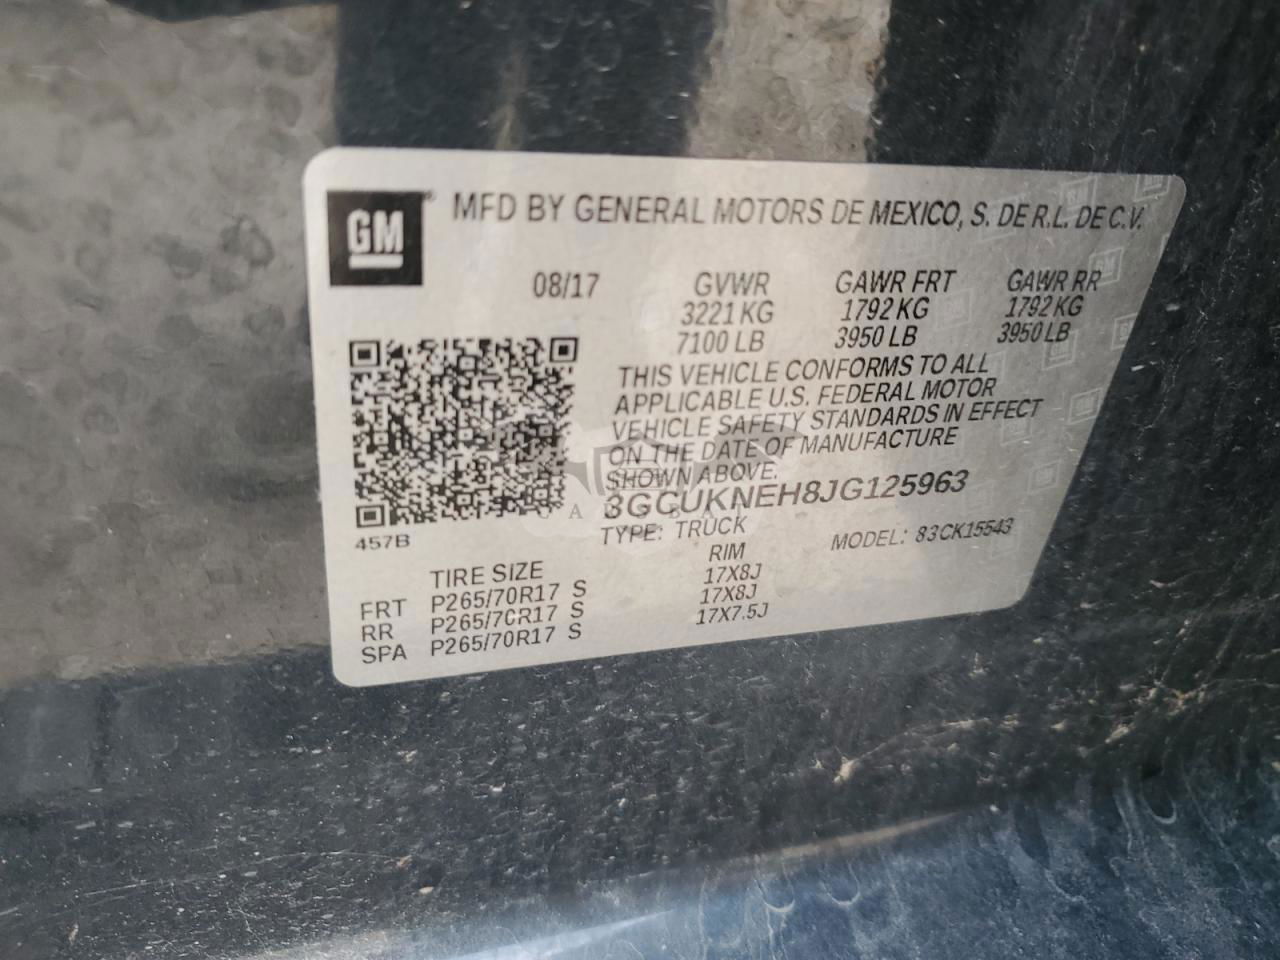 GM
MFD BY GENERAL MOTORS DE MEXICO, S. DE R.L. DE C.V.
08/17 GVWR GAWR FRT GAWR RR
3221 KG 1792 KG 1792 KG
7100 LB 3950 LB 3950 LB
THIS VEHICLE CONFORMS TO ALL
APPLICABLE U.S. FEDERAL MOTOR
VEHICLE SAFETY STANDARDS IN EFFECT
ON THE DATE OF MANUFACTURE
SHOWN ABOVE.
3GCUKNEH8JG125963
TYPE: TRUCK MODEL: 83CK15543
457B
TIRE SIZE RIM
FRT P265/70R17 S 17X8J
RR P265/70R17 S 17X8J
SPA P265/70R17 S 17X7.5J